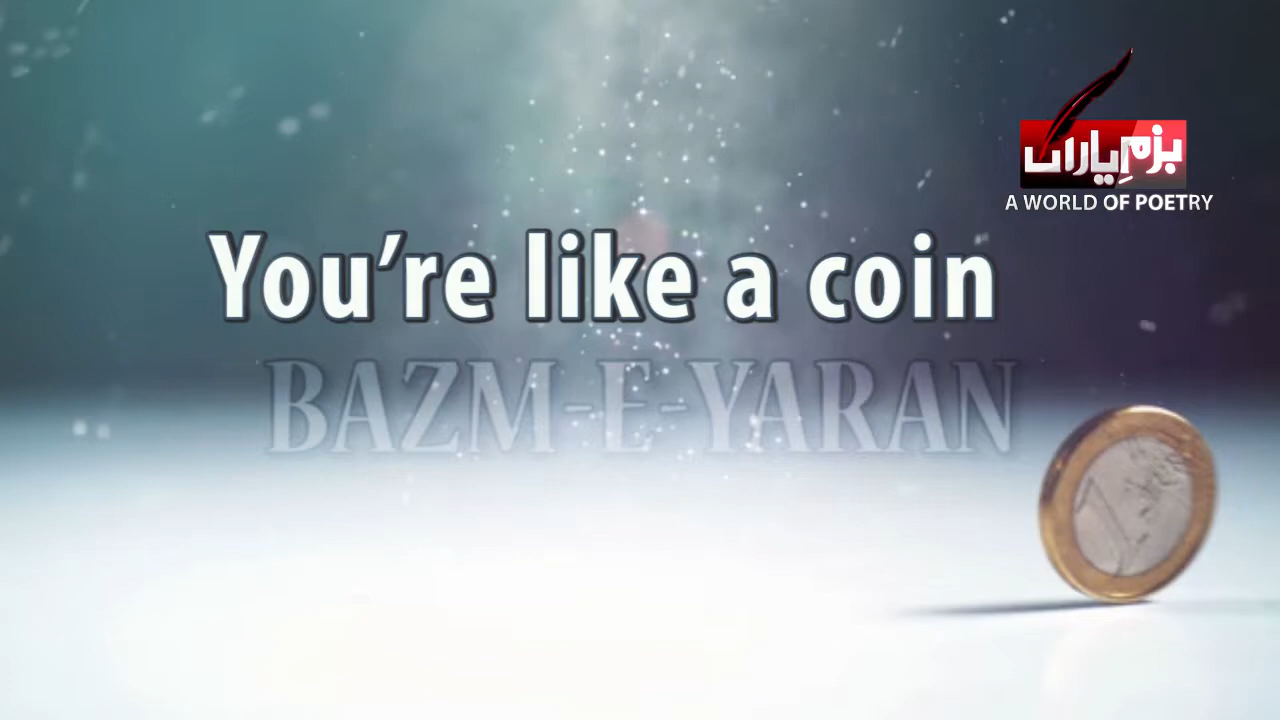 بزمِ یاراں
A WORLD OF POETRY
You're like a coin
BAZM-E-YARAN